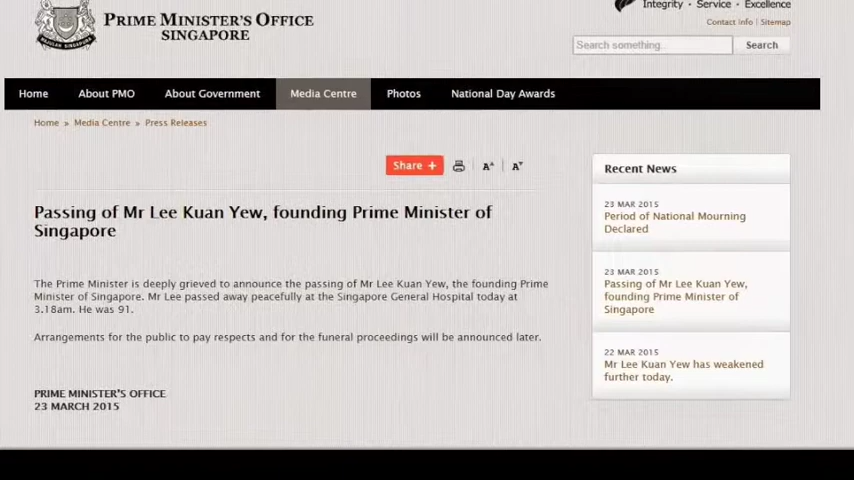 PRIME MINISTER'S OFFICE
SINGAPORE
Integrity · Service · Excellence
Contact Info | Sitemap
Search something..
Search
Home
About PMO
About Government
Media Centre
Photos
National Day Awards
Home » Media Centre » Press Releases
Share +
A
A
Passing of Mr Lee Kuan Yew, founding Prime Minister of
Singapore
The Prime Minister is deeply grieved to announce the passing of Mr Lee Kuan Yew, the founding Prime
Minister of Singapore. Mr Lee passed away peacefully at the Singapore General Hospital today at
3.18am. He was 91.
Arrangements for the public to pay respects and for the funeral proceedings will be announced later.
PRIME MINISTER'S OFFICE
23 MARCH 2015
Recent News
23 MAR 2015
Period of National Mourning
Declared
23 MAR 2015
Passing of Mr Lee Kuan Yew,
founding Prime Minister of
Singapore
22 MAR 2015
Mr Lee Kuan Yew has weakened
further today.